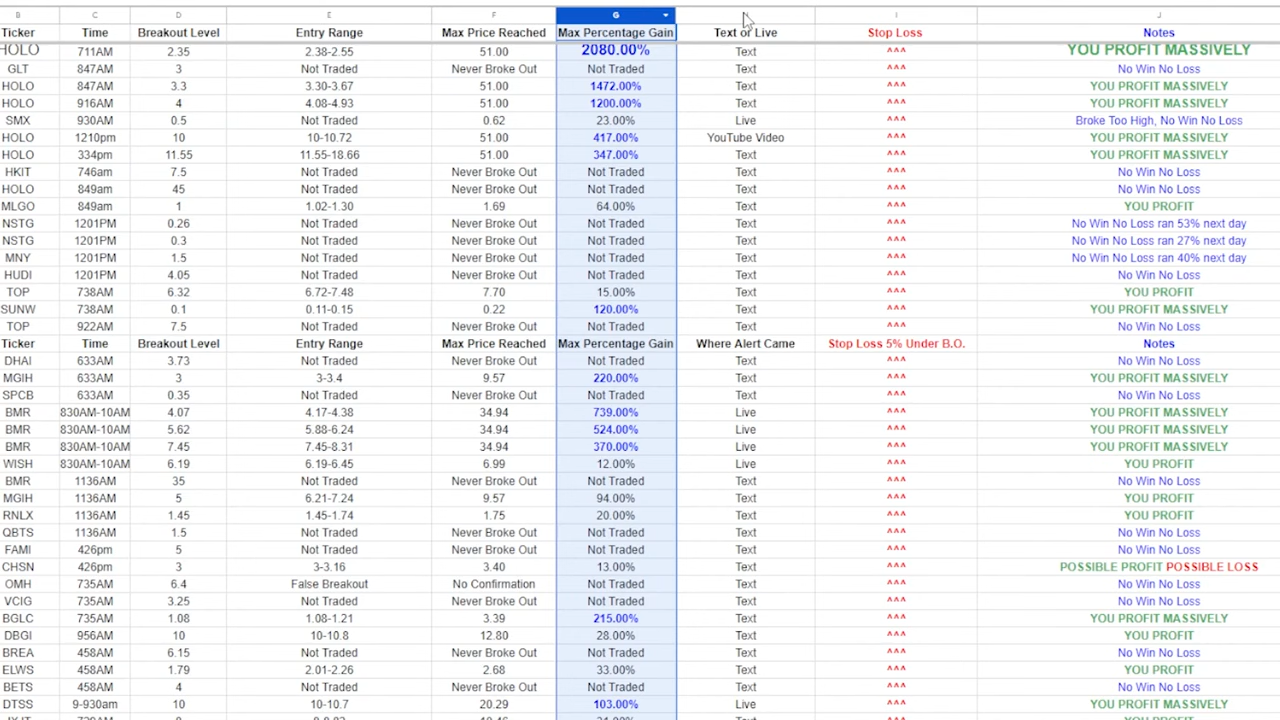 B C D E F G I J
Ticker Time Breakout Level Entry Range Max Price Reached Max Percentage Gain Text or Live Stop Loss Notes
HOLO 711AM 2.35 2.38-2.55 51.00 2080.00% Text ^^^ YOU PROFIT MASSIVELY
GLT 847AM 3 Not Traded Never Broke Out Not Traded Text ^^^ No Win No Loss
HOLO 847AM 3.3 3.30-3.67 51.00 1472.00% Text ^^^ YOU PROFIT MASSIVELY
HOLO 916AM 4 4.08-4.93 51.00 1200.00% Text ^^^ YOU PROFIT MASSIVELY
SMX 930AM 0.5 Not Traded 0.62 23.00% Live ^^^ Broke Too High, No Win No Loss
HOLO 1210pm 10 10-10.72 51.00 417.00% YouTube Video ^^^ YOU PROFIT MASSIVELY
HOLO 334pm 11.55 11.55-18.66 51.00 347.00% Text ^^^ YOU PROFIT MASSIVELY
HKIT 746am 7.5 Not Traded Never Broke Out Not Traded Text ^^^ No Win No Loss
HOLO 849am 45 Not Traded Never Broke Out Not Traded Text ^^^ No Win No Loss
MLGO 849am 1 1.02-1.30 1.69 64.00% Text ^^^ YOU PROFIT
NSTG 1201PM 0.26 Not Traded Never Broke Out Not Traded Text ^^^ No Win No Loss ran 53% next day
NSTG 1201PM 0.3 Not Traded Never Broke Out Not Traded Text ^^^ No Win No Loss ran 27% next day
MNY 1201PM 1.5 Not Traded Never Broke Out Not Traded Text ^^^ No Win No Loss ran 40% next day
HUDI 1201PM 4.05 Not Traded Never Broke Out Not Traded Text ^^^ No Win No Loss
TOP 738AM 6.32 6.72-7.48 7.70 15.00% Text ^^^ YOU PROFIT
SUNW 738AM 0.1 0.11-0.15 0.22 120.00% Text ^^^ YOU PROFIT MASSIVELY
TOP 922AM 7.5 Not Traded Never Broke Out Not Traded Text ^^^ No Win No Loss
Ticker Time Breakout Level Entry Range Max Price Reached Max Percentage Gain Where Alert Came Stop Loss 5% Under B.O. Notes
DHAI 633AM 3.73 Not Traded Never Broke Out Not Traded Text ^^^ No Win No Loss
MGIH 633AM 3 3-3.4 9.57 220.00% Text ^^^ YOU PROFIT MASSIVELY
SPCB 633AM 0.35 Not Traded Never Broke Out Not Traded Text ^^^ No Win No Loss
BMR 830AM-10AM 4.07 4.17-4.38 34.94 739.00% Live ^^^ YOU PROFIT MASSIVELY
BMR 830AM-10AM 5.62 5.88-6.24 34.94 524.00% Live ^^^ YOU PROFIT MASSIVELY
BMR 830AM-10AM 7.45 7.45-8.31 34.94 370.00% Live ^^^ YOU PROFIT MASSIVELY
WISH 830AM-10AM 6.19 6.19-6.45 6.99 12.00% Live ^^^ YOU PROFIT
BMR 1136AM 35 Not Traded Never Broke Out Not Traded Text ^^^ No Win No Loss
MGIH 1136AM 5 6.21-7.24 9.57 94.00% Text ^^^ YOU PROFIT
RNLX 1136AM 1.45 1.45-1.74 1.75 20.00% Text ^^^ YOU PROFIT
QBTS 1136AM 1.5 Not Traded Never Broke Out Not Traded Text ^^^ No Win No Loss
FAMI 426pm 5 Not Traded Never Broke Out Not Traded Text ^^^ No Win No Loss
CHSN 426pm 3 3-3.16 3.40 13.00% Text ^^^ POSSIBLE PROFIT POSSIBLE LOSS
OMH 735AM 6.4 False Breakout No Confirmation Not Traded Text ^^^ No Win No Loss
VCIG 735AM 3.25 Not Traded Never Broke Out Not Traded Text ^^^ No Win No Loss
BGLC 735AM 1.08 1.08-1.21 3.39 215.00% Text ^^^ YOU PROFIT MASSIVELY
DBGI 956AM 10 10-10.8 12.80 28.00% Text ^^^ YOU PROFIT
BREA 458AM 6.15 Not Traded Never Broke Out Not Traded Text ^^^ No Win No Loss
ELWS 458AM 1.79 2.01-2.26 2.68 33.00% Text ^^^ YOU PROFIT
BETS 458AM 4 Not Traded Never Broke Out Not Traded Text ^^^ No Win No Loss
DTSS 9-930am 10 10-10.7 20.29 103.00% Live ^^^ YOU PROFIT MASSIVELY